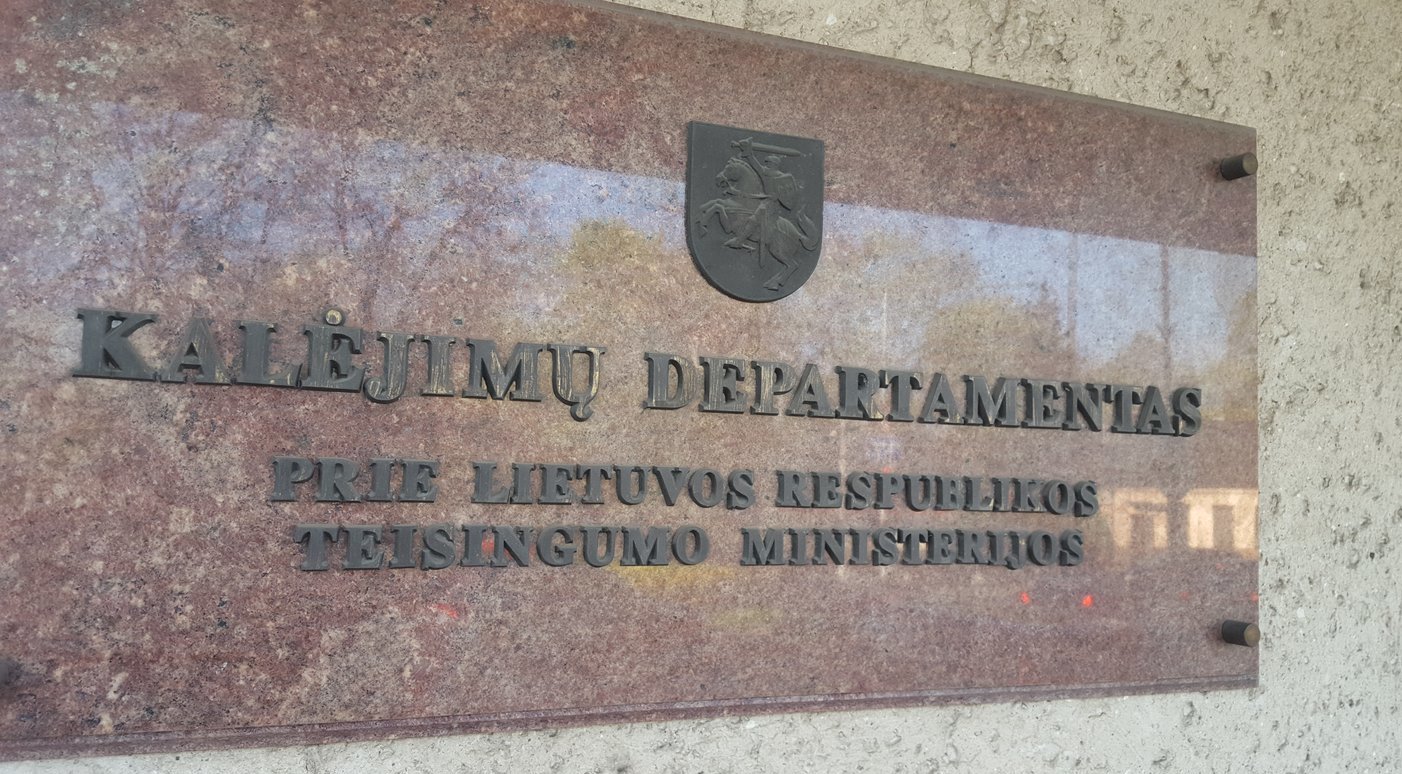 KALĖJIMŲ DEPARTAMENTAS
PRIE LIETUVOS RESPUBLIKOS
TEISINGUMO MINISTERIJOS